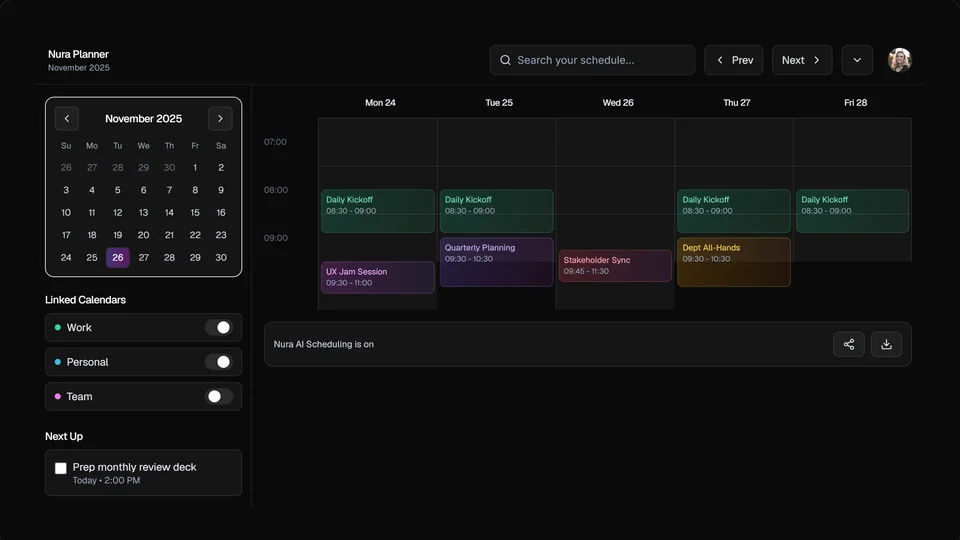 Nura Planner
November 2025
Search your schedule...
Prev
Next
November 2025
Su Mo Tu We Th Fr Sa
26 27 28 29 30 1 2
3 4 5 6 7 8 9
10 11 12 13 14 15 16
17 18 19 20 21 22 23
24 25 26 27 28 29 30
Linked Calendars
Work
Personal
Team
Next Up
Prep monthly review deck
Today • 2:00 PM
Mon 24 Tue 25 Wed 26 Thu 27 Fri 28
07:00
08:00
09:00
Daily Kickoff
08:30 - 09:00
UX Jam Session
09:30 - 11:00
Daily Kickoff
08:30 - 09:00
Quarterly Planning
09:30 - 10:30
Stakeholder Sync
09:45 - 11:30
Daily Kickoff
08:30 - 09:00
Dept All-Hands
09:30 - 10:30
Daily Kickoff
08:30 - 09:00
Nura AI Scheduling is on